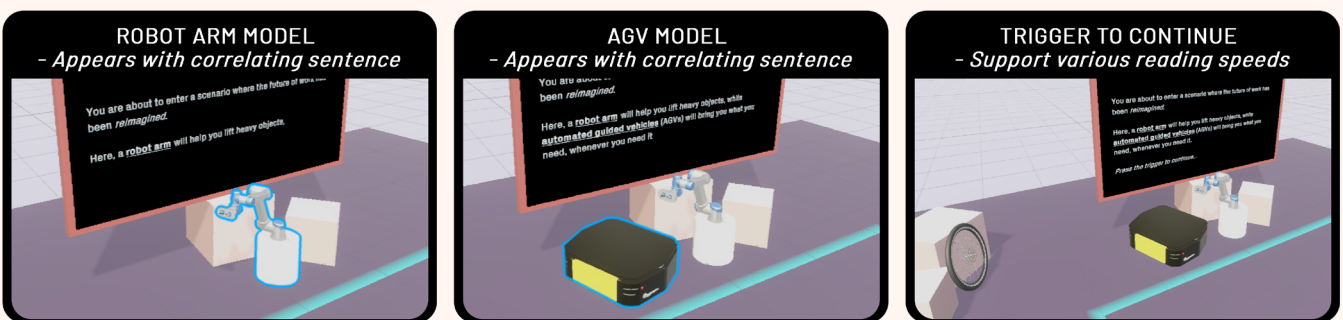 ROBOT ARM MODEL
- Appears with correlating sentence
You are about to enter a scenario where the future of work has
been reimagined.
Here, a robot arm will help you lift heavy objects,
AGV MODEL
- Appears with correlating sentence
You are about to
been reimagined.
Here, a robot arm will help you lift heavy objects, while
automated guided vehicles (AGVs) will bring you what you
need, whenever you need it
TRIGGER TO CONTINUE
- Support various reading speeds
You are about to enter a scenario where the future of work has
been reimagined.
Here, a robot arm will help you lift heavy objects, while
automated guided vehicles (AGVs) will bring you what you
need, whenever you need it.
Press the trigger to continue..